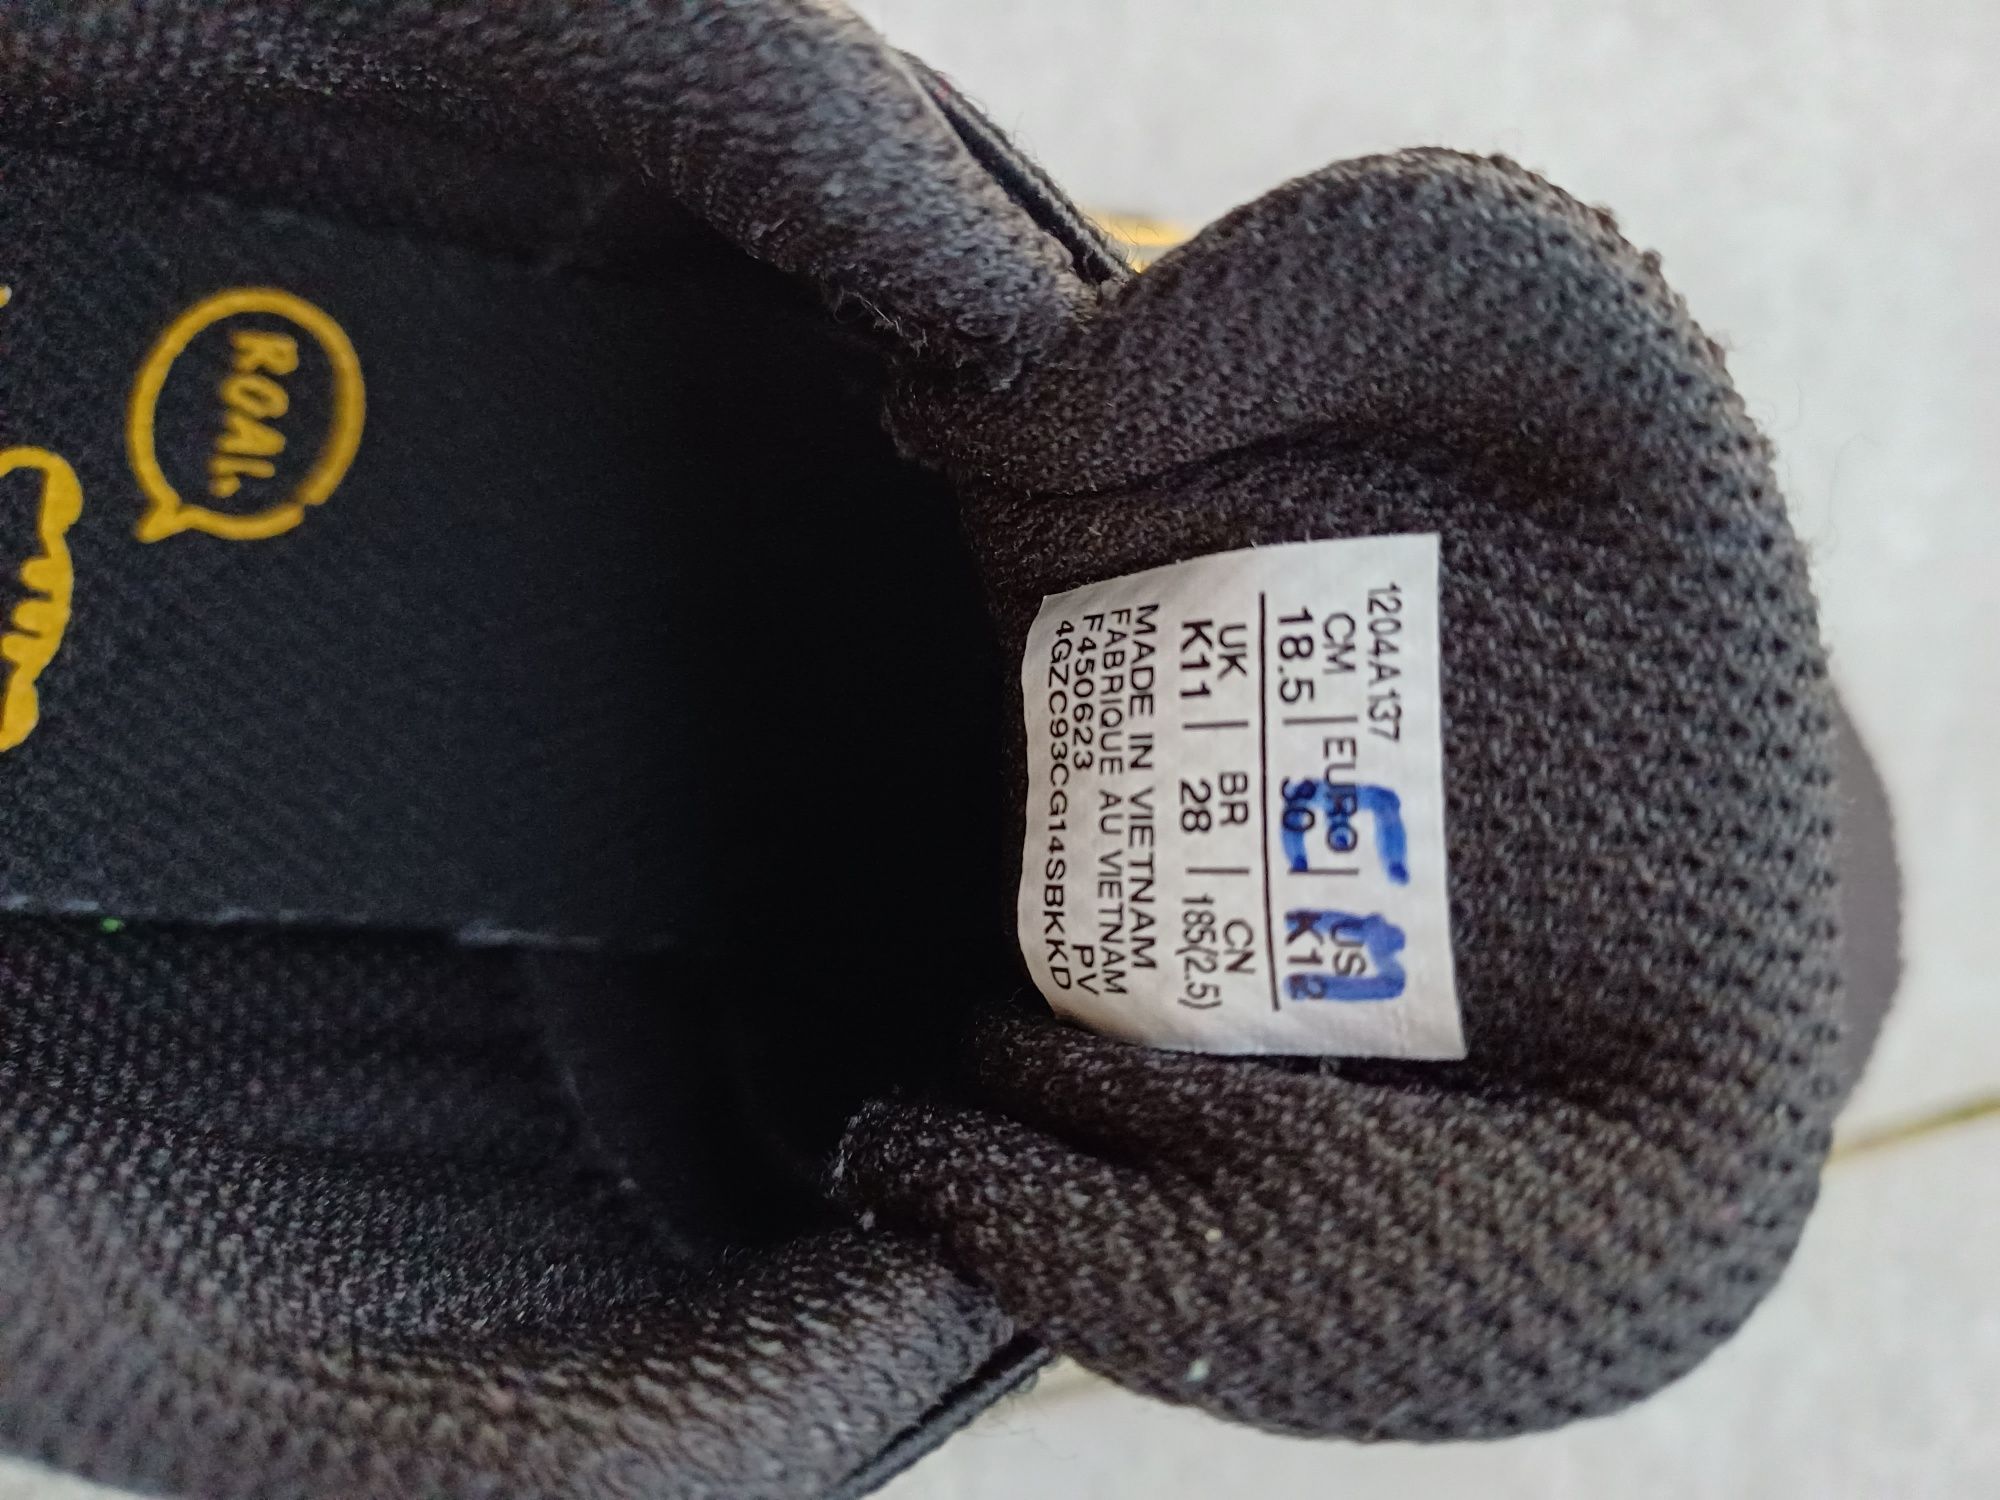 1204A137
CM | EURO | US
18.5 | 30 | K12
UK | BR | CN
K11 | 28 | 185(2.5)
MADE IN VIETNAM
FABRIQUE AU VIETNAM
F450623 PV
4GZC93CG14SBKKD
EM